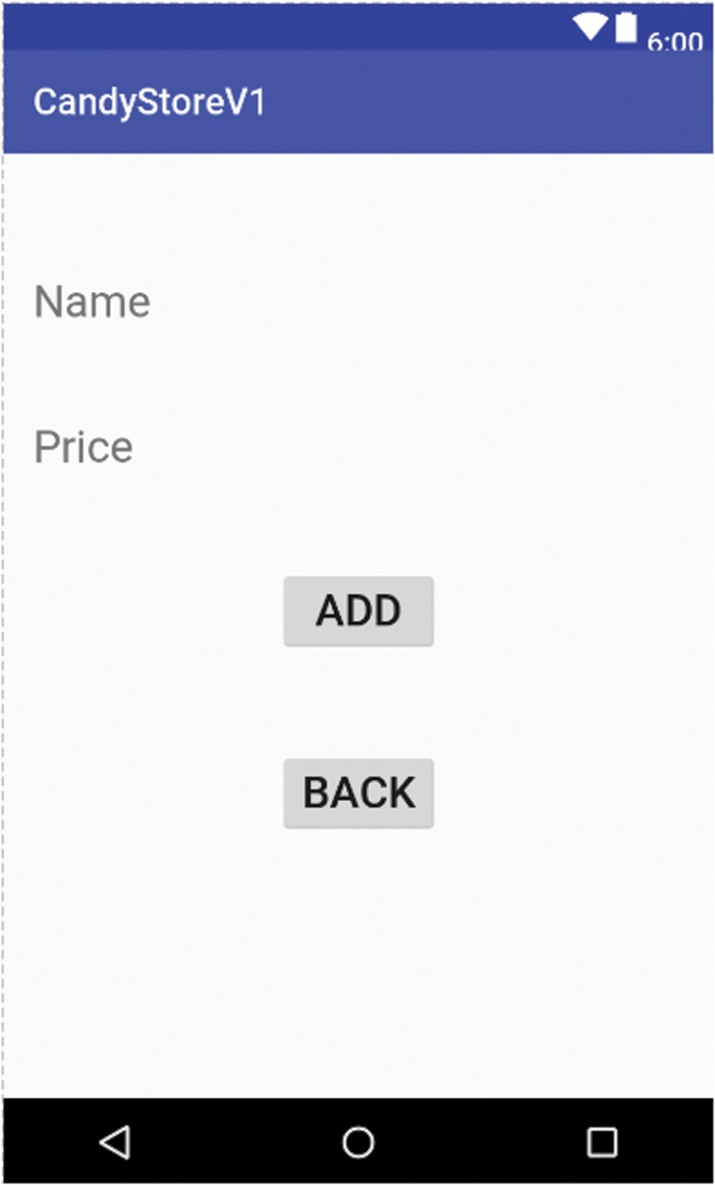 6:00
CandyStoreV1
Name
Price
ADD
BACK